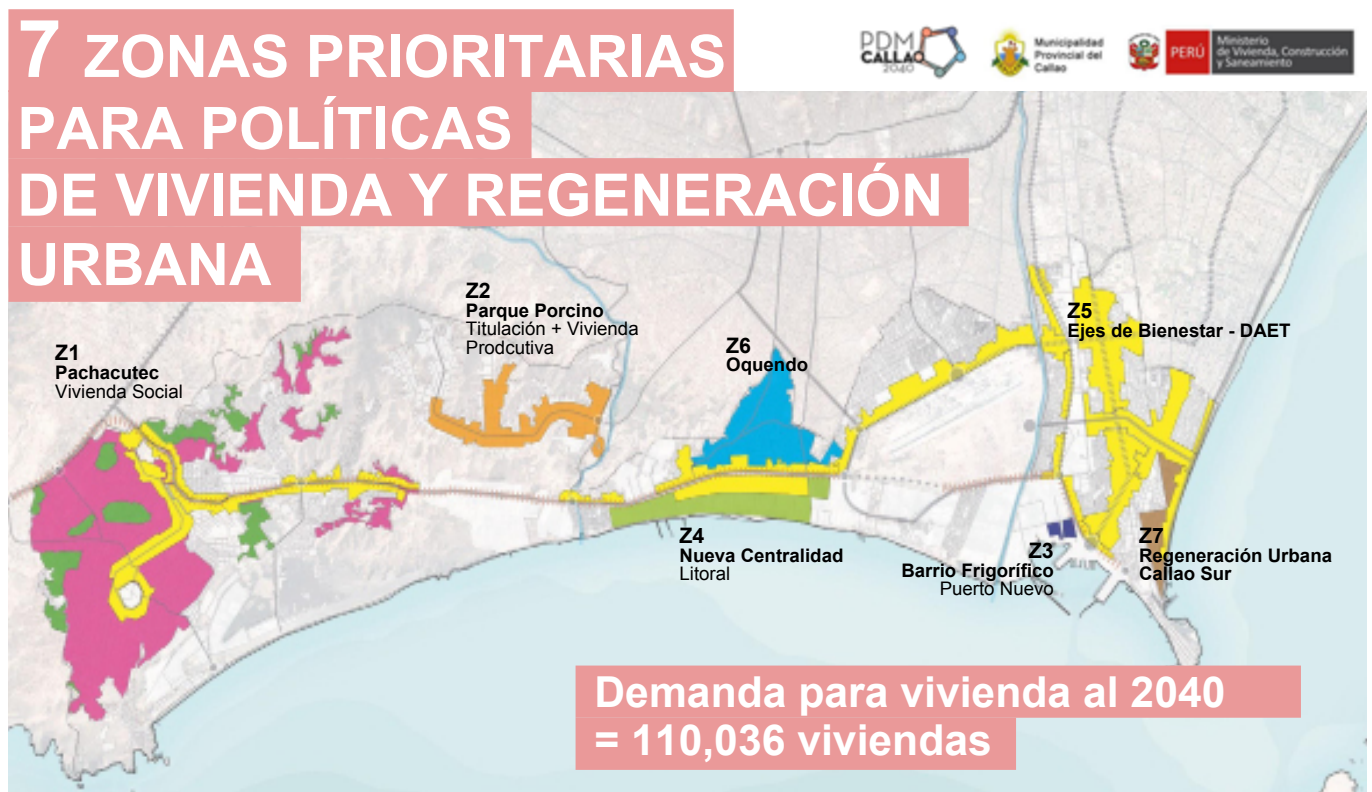 7 ZONAS PRIORITARIAS
PARA POLÍTICAS
DE VIVIENDA Y REGENERACIÓN
URBANA
PDM
CALLAO
2040
Municipalidad
Provincial del
Callao
PERÚ
Ministerio
de Vivienda, Construcción
y Saneamiento
Z1
Pachacutec
Vivienda Social
Z2
Parque Porcino
Titulación + Vivienda
Prodcutiva
Z6
Oquendo
Z5
Ejes de Bienestar - DAET
Z4
Nueva Centralidad
Litoral
Z3
Barrio Frigorífico
Puerto Nuevo
Z7
Regeneración Urbana
Callao Sur
Demanda para vivienda al 2040
= 110,036 viviendas